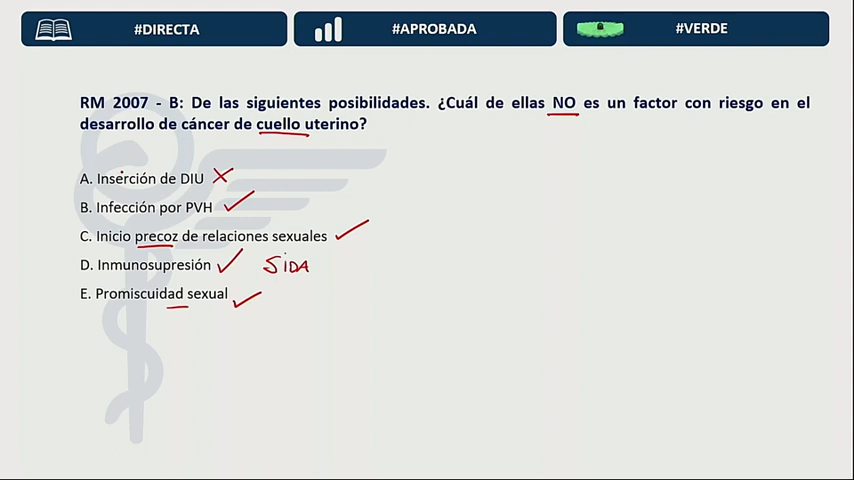 #DIRECTA
#APROBADA
#VERDE
RM 2007 - B: De las siguientes posibilidades. ¿Cuál de ellas NO es un factor con riesgo en el
desarrollo de cáncer de cuello uterino?
A. Inserción de DIU
B. Infección por PVH
C. Inicio precoz de relaciones sexuales
D. Inmunosupresión SIDA
E. Promiscuidad sexual